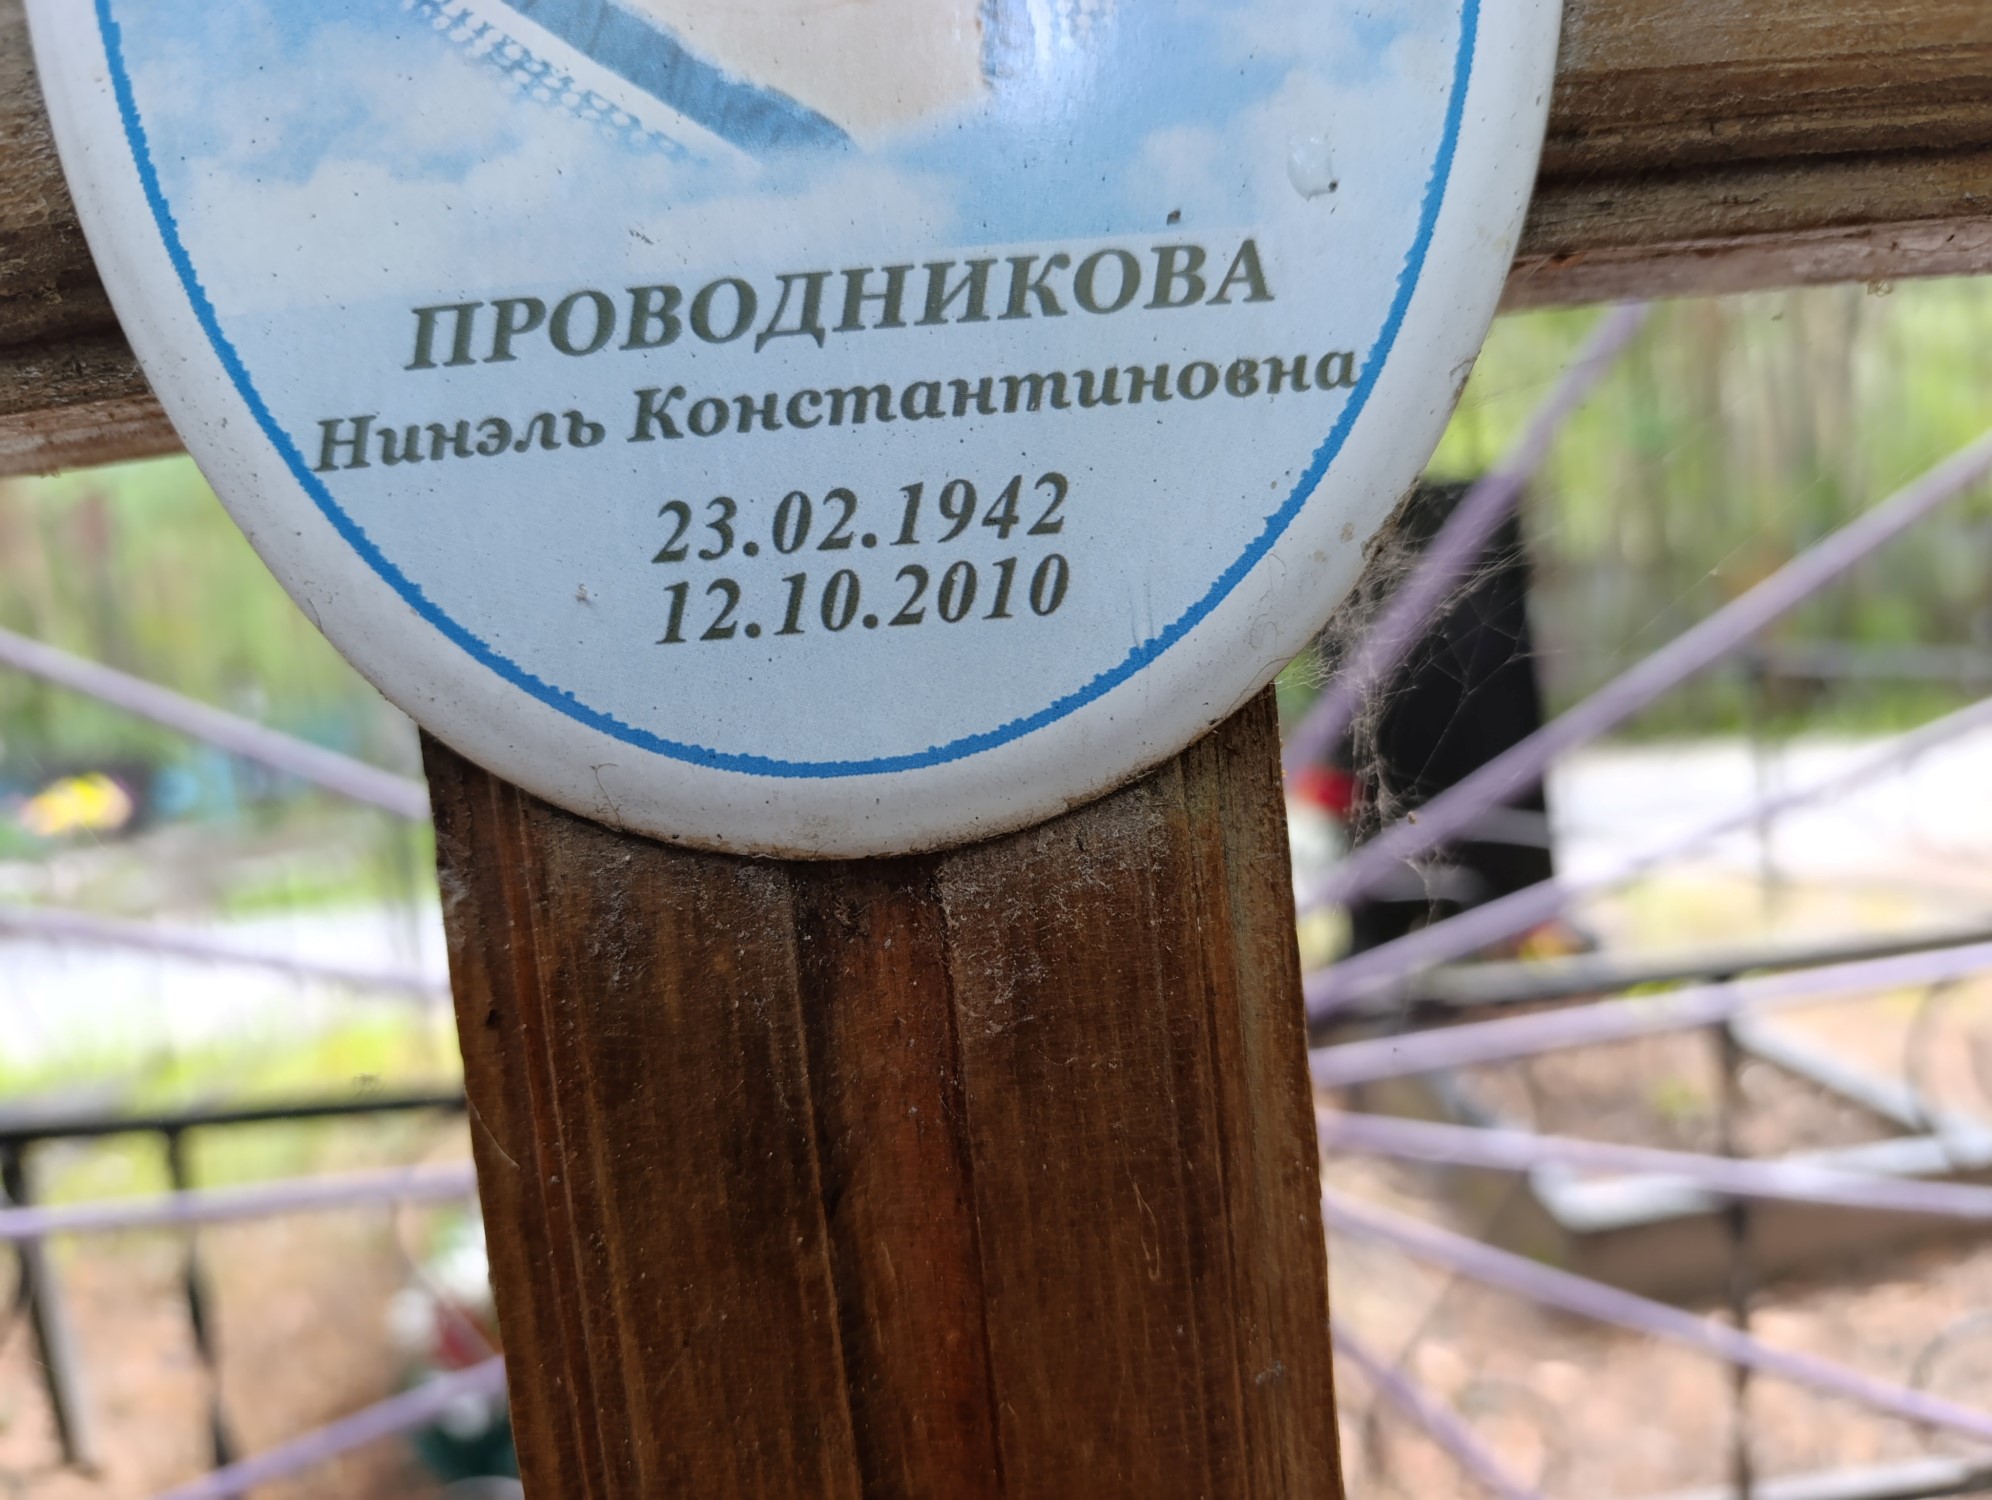 ПРОВОДНИКОВА
Нинэль Константиновна
23.02.1942
12.10.2010